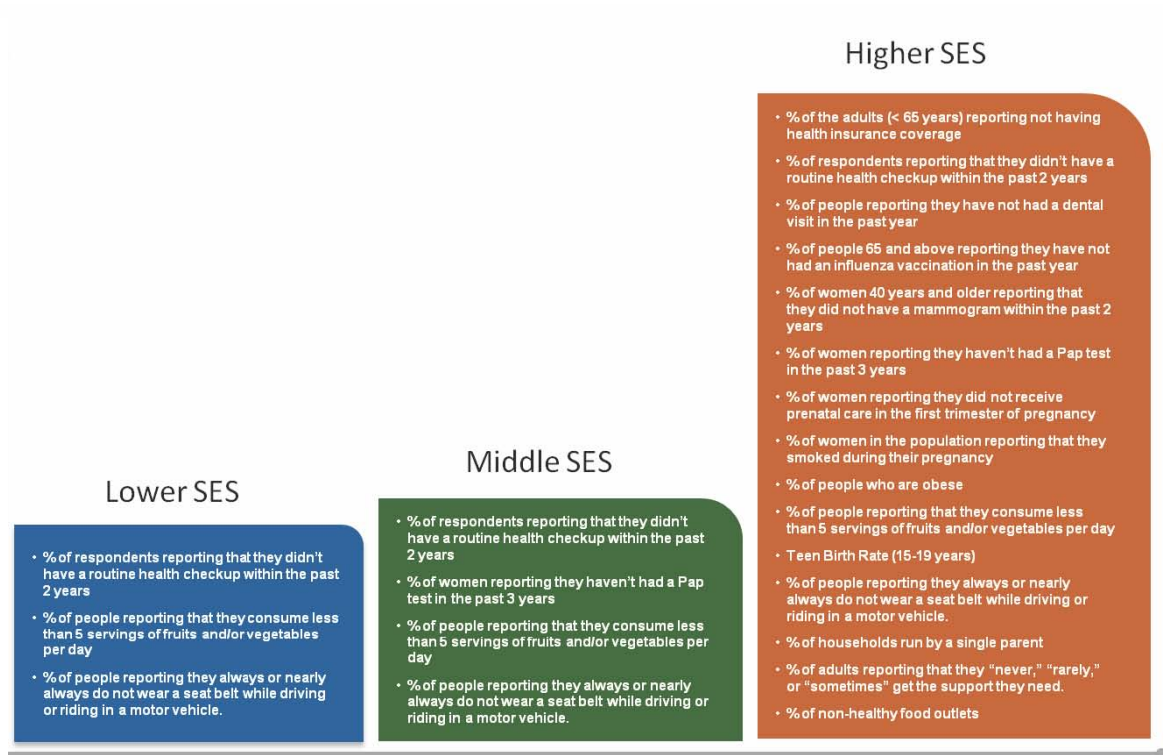 Higher SES
• % of the adults (< 65 years) reporting not having
health insurance coverage
• % of respondents reporting that they didn't have a
routine health checkup within the past 2 years
• % of people reporting they have not had a dental
visit in the past year
• % of people 65 and above reporting they have not
had an influenza vaccination in the past year
• % of women 40 years and older reporting that
they did not have a mammogram within the past 2
years
• % of women reporting they haven't had a Pap test
in the past 3 years
• % of women reporting they did not receive
prenatal care in the first trimester of pregnancy
• % of women in the population reporting that they
smoked during their pregnancy
• % of people who are obese
• % of people reporting that they consume less
than 5 servings of fruits and/or vegetables per day
• Teen Birth Rate (15-19 years)
• % of people reporting they always or nearly
always do not wear a seat belt while driving or
riding in a motor vehicle.
• % of households run by a single parent
• % of adults reporting that they “never,” “rarely,”
or “sometimes” get the support they need.
• % of non-healthy food outlets
Middle SES
• % of respondents reporting that they didn't
have a routine health checkup within the past
2 years
• % of women reporting they haven't had a Pap
test in the past 3 years
• % of people reporting that they consume less
than 5 servings of fruits and/or vegetables per
day
• % of people reporting they always or nearly
always do not wear a seat belt while driving or
riding in a motor vehicle.
Lower SES
• % of respondents reporting that they didn't
have a routine health checkup within the past
2 years
• % of people reporting that they consume less
than 5 servings of fruits and/or vegetables
per day
• % of people reporting they always or nearly
always do not wear a seat belt while driving
or riding in a motor vehicle.